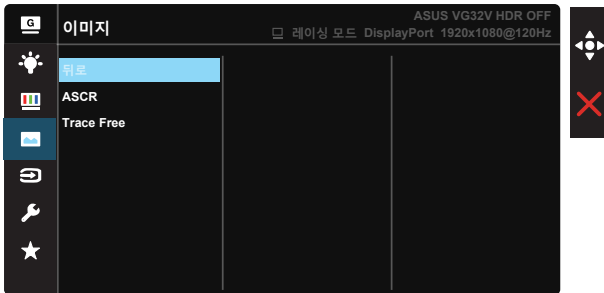 G
이미지
ASUS VG32V HDR OFF
레이싱 모드 DisplayPort 1920x1080@120Hz
뒤로
ASCR
Trace Free